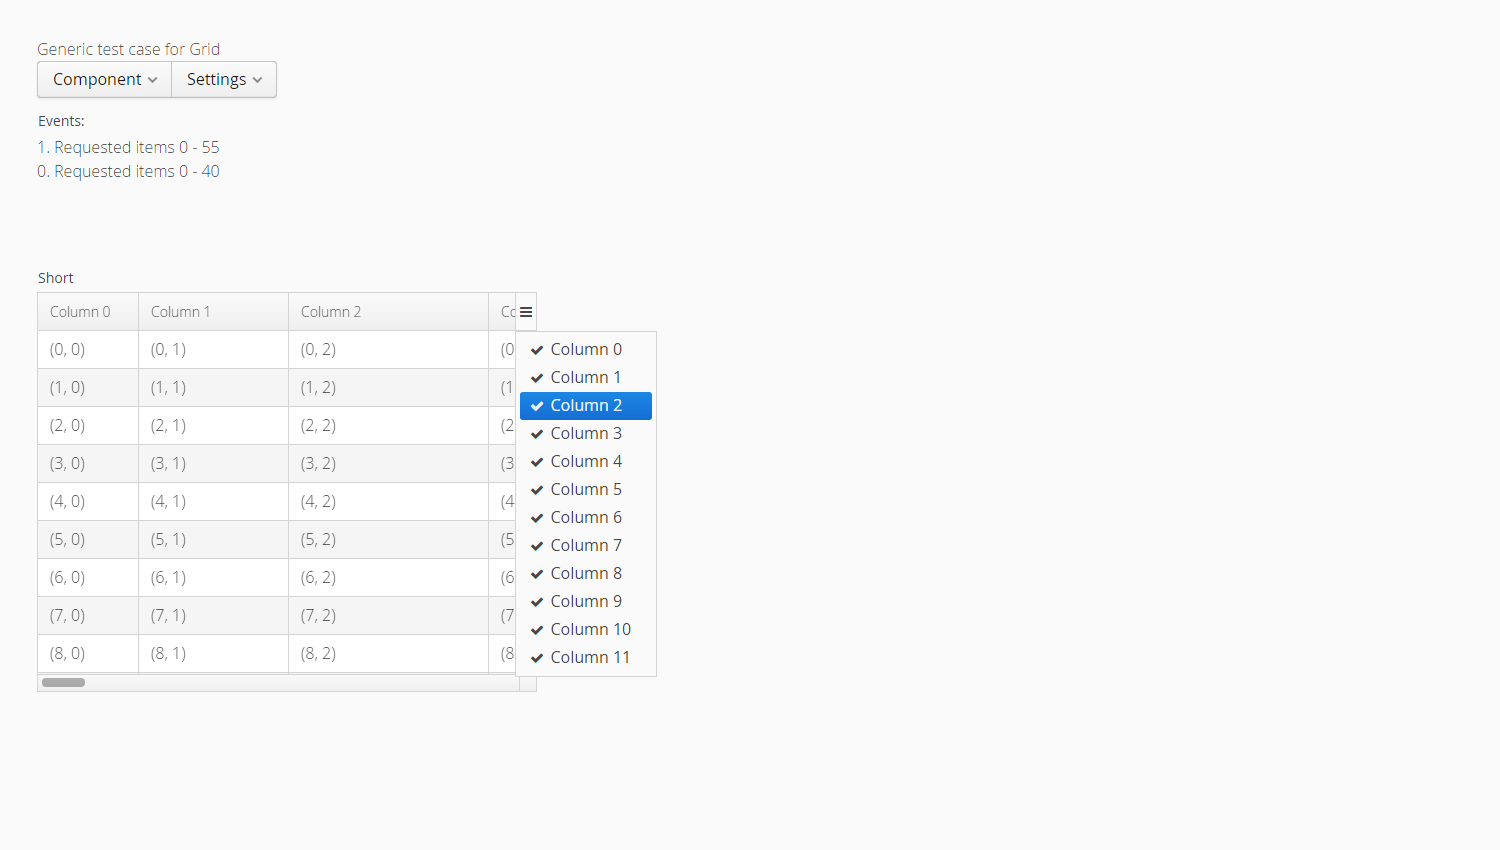 Generic test case for Grid
Component Settings
Events:
1. Requested items 0 - 55
0. Requested items 0 - 40
Short
Column 0 Column 1 Column 2
(0, 0) (0, 1) (0, 2) (0
(1, 0) (1, 1) (1, 2) (1
(2, 0) (2, 1) (2, 2) (2
(3, 0) (3, 1) (3, 2) (3
(4, 0) (4, 1) (4, 2) (4
(5, 0) (5, 1) (5, 2) (5
(6, 0) (6, 1) (6, 2) (6
(7, 0) (7, 1) (7, 2) (7
(8, 0) (8, 1) (8, 2) (8
Column 0
Column 1
Column 2
Column 3
Column 4
Column 5
Column 6
Column 7
Column 8
Column 9
Column 10
Column 11